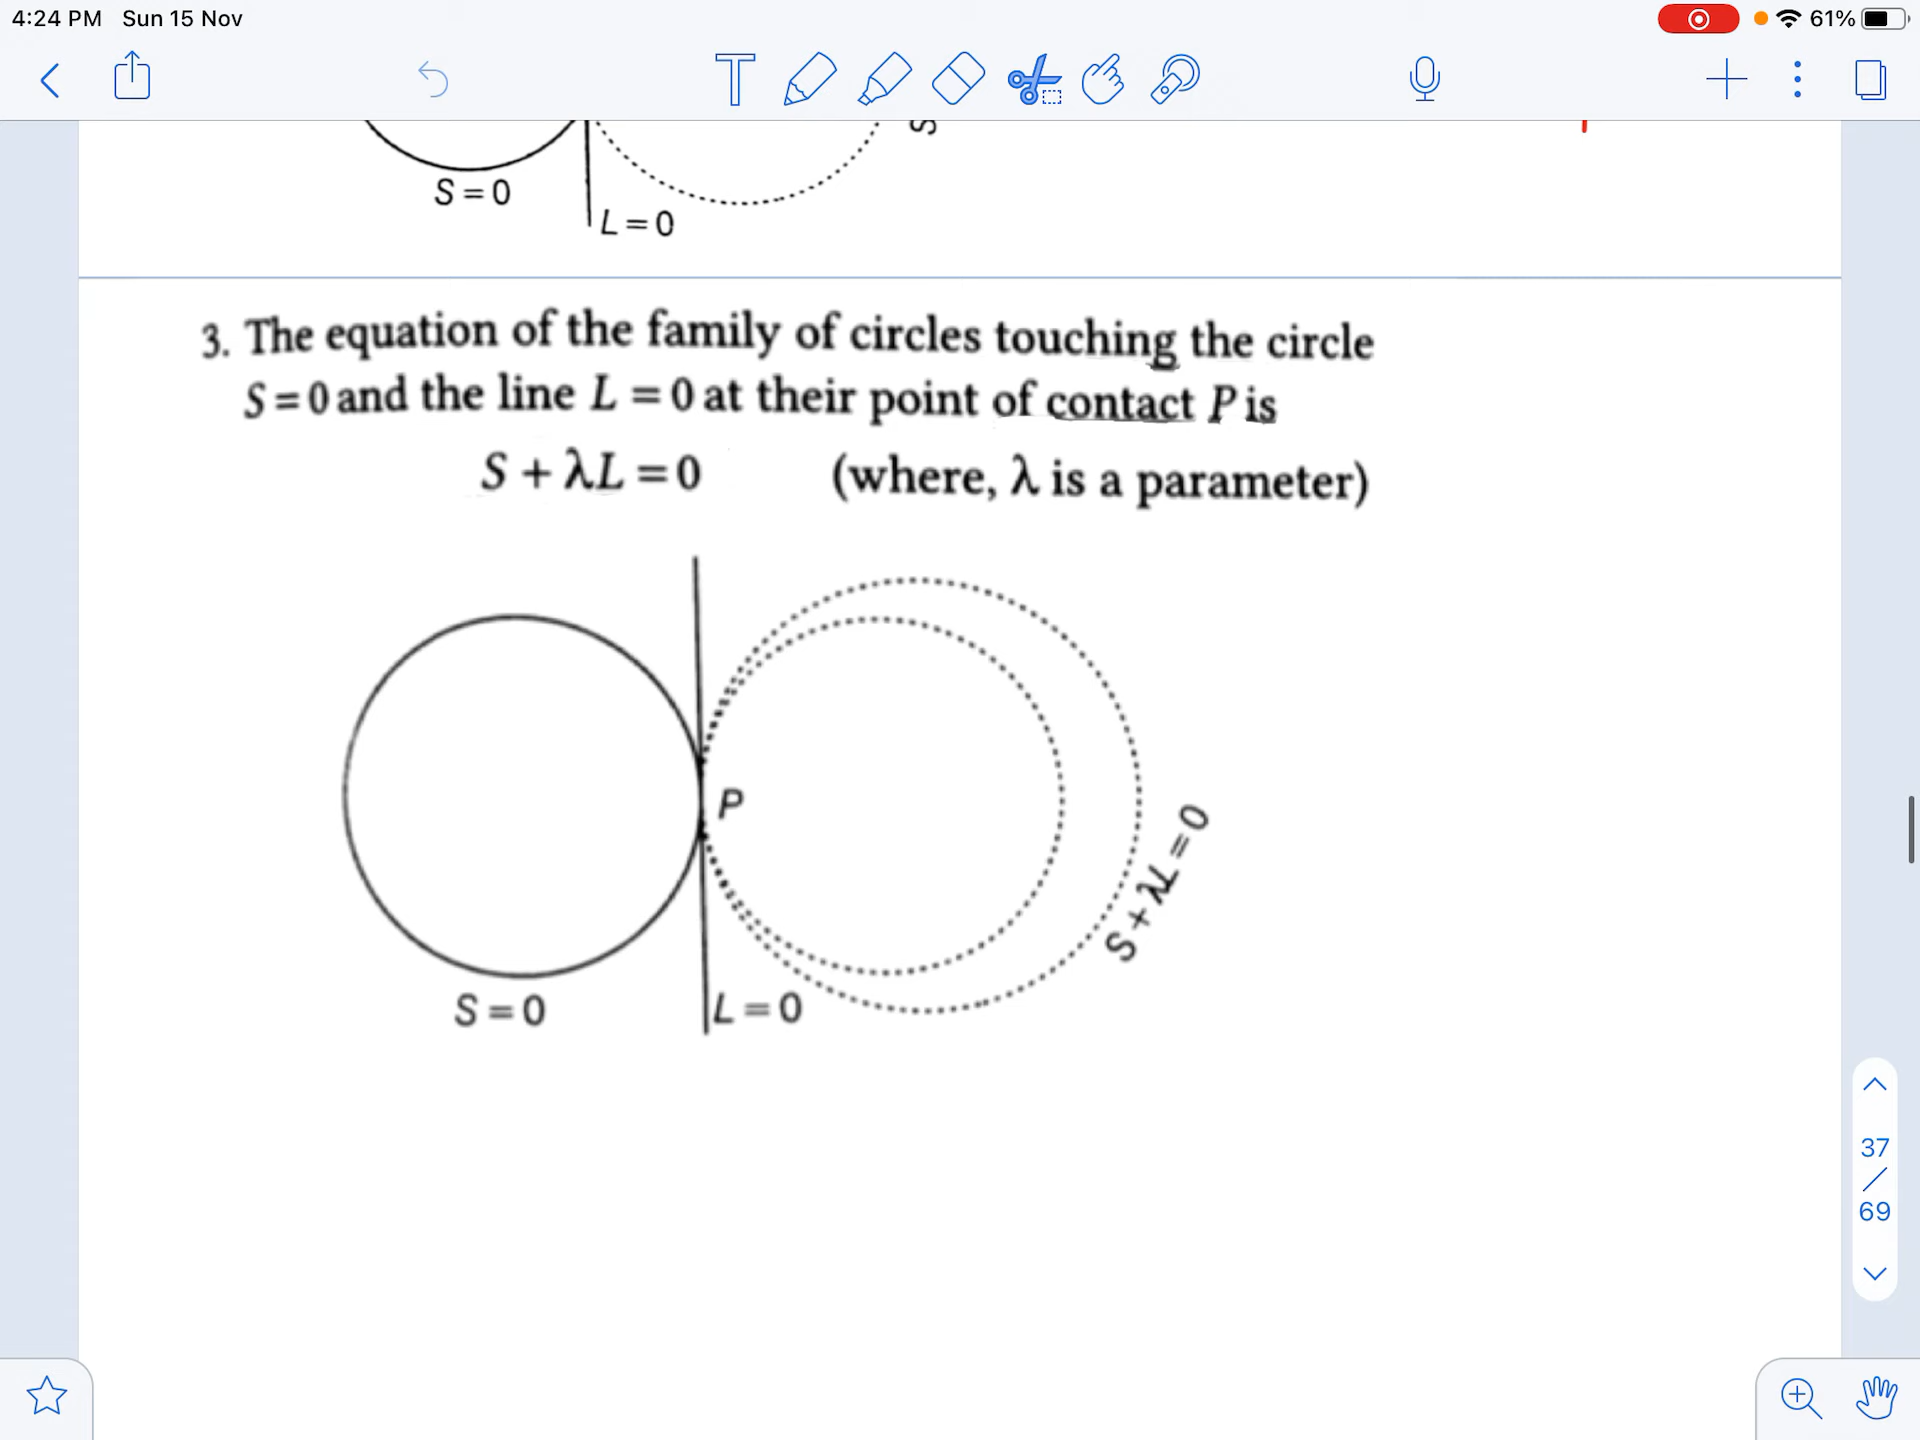 4:24 PM Sun 15 Nov
61%
S = 0
L = 0
3. The equation of the family of circles touching the circle
S = 0 and the line L = 0 at their point of contact P is
S + λL = 0 (where, λ is a parameter)
P
S + λL = 0
S = 0
L = 0
37
/
69